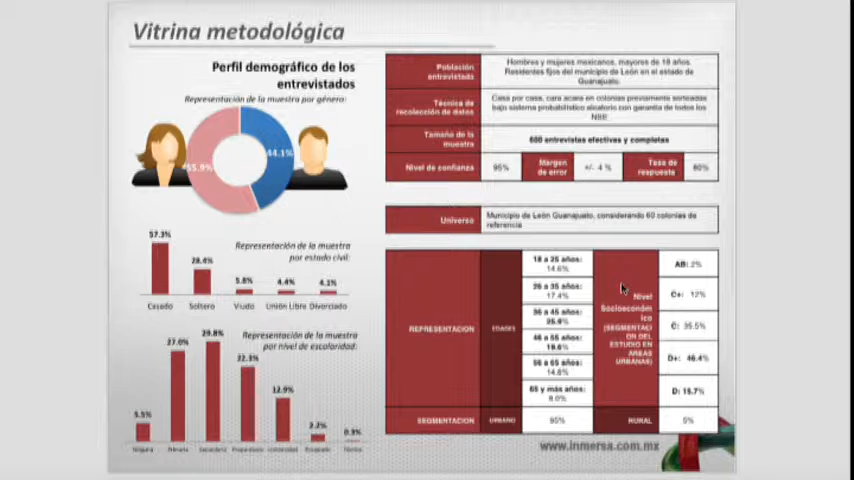 Vitrina metodológica
Perfil demográfico de los
entrevistados
Representación de la muestra por género:
55.9%
44.1%
Representación de la muestra
por estado civil:
57.3%
28.4%
5.8%
4.4%
4.1%
Casado Soltero Viudo Unión Libre Divorciado
Representación de la muestra
por nivel de escolaridad:
5.5%
27.0%
29.8%
22.3%
12.9%
2.2%
0.3%
Ninguna Primaria Secundaria Preparatoria Universidad Posgrado Técnico
Población
entrevistada
Hombres y mujeres mexicanos, mayores de 18 años.
Residentes fijos del municipio de León en el estado de
Guanajuato.
Técnica de
recolección de datos
Casa por casa, cara a cara en colonias previamente sorteadas
bajo sistema probabilístico aleatorio con garantía de todos los
NSE
Tamaño de la
muestra
600 entrevistas efectivas y completas
Nivel de confianza
95%
Margen
de error
+/- 4 %
Tasa de
respuesta
80%
Universo
Municipio de León Guanajuato, considerando 60 colonias de
referencia
REPRESENTACION
EDADES
18 a 25 años:
14.6%
26 a 35 años:
17.4%
36 a 45 años:
46 a 55 años:
56 a 65 años:
14.6%
65 y más años:
Nivel
Socioeconóm
ico
(SEGMENTACI
ON DEL
ESTUDIO EN
AREAS
URBANAS)
AB: 2%
C+: 12%
C: 35.5%
D+:
D:
SEGMENTACION
URBANO
95%
RURAL
5%
www.inmersa.com.mx